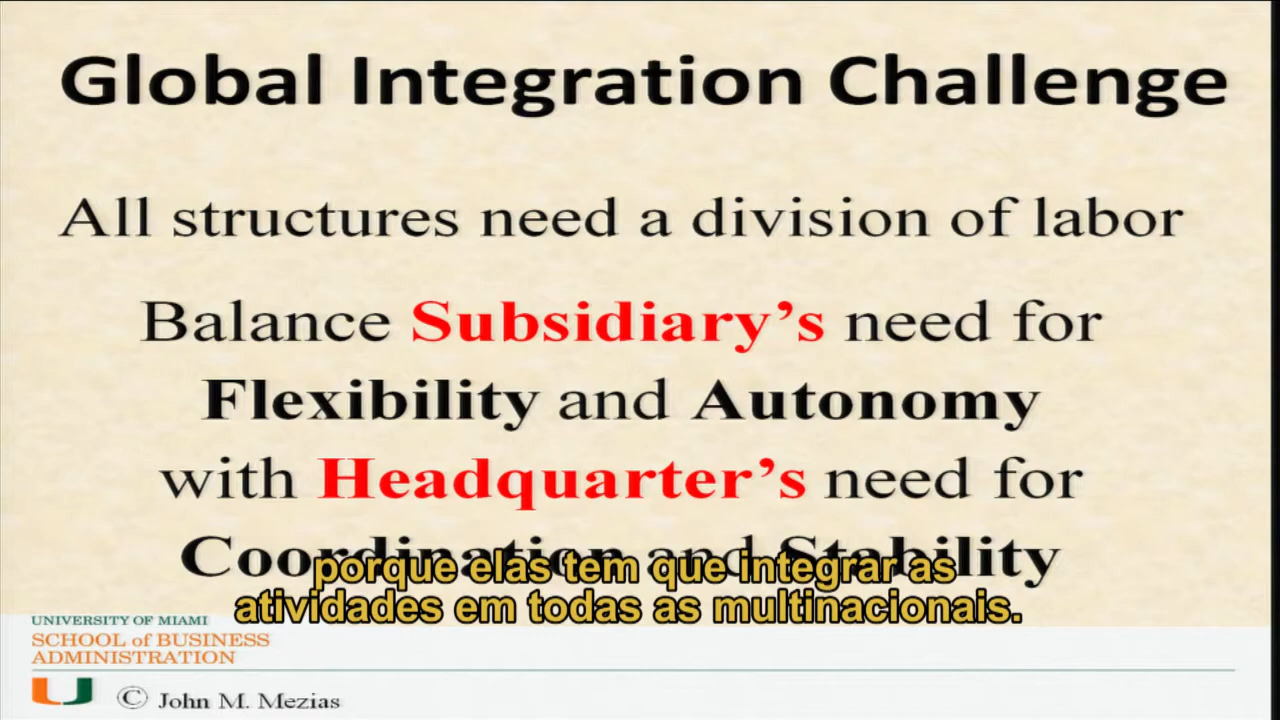 Global Integration Challenge
All structures need a division of labor
Balance Subsidiary's need for
Flexibility and Autonomy
with Headquarter's need for
Coordination and Stability
porque elas tem que integrar as
atividades em todas as multinacionais.
UNIVERSITY OF MIAMI
SCHOOL of BUSINESS
ADMINISTRATION
© John M. Mezias